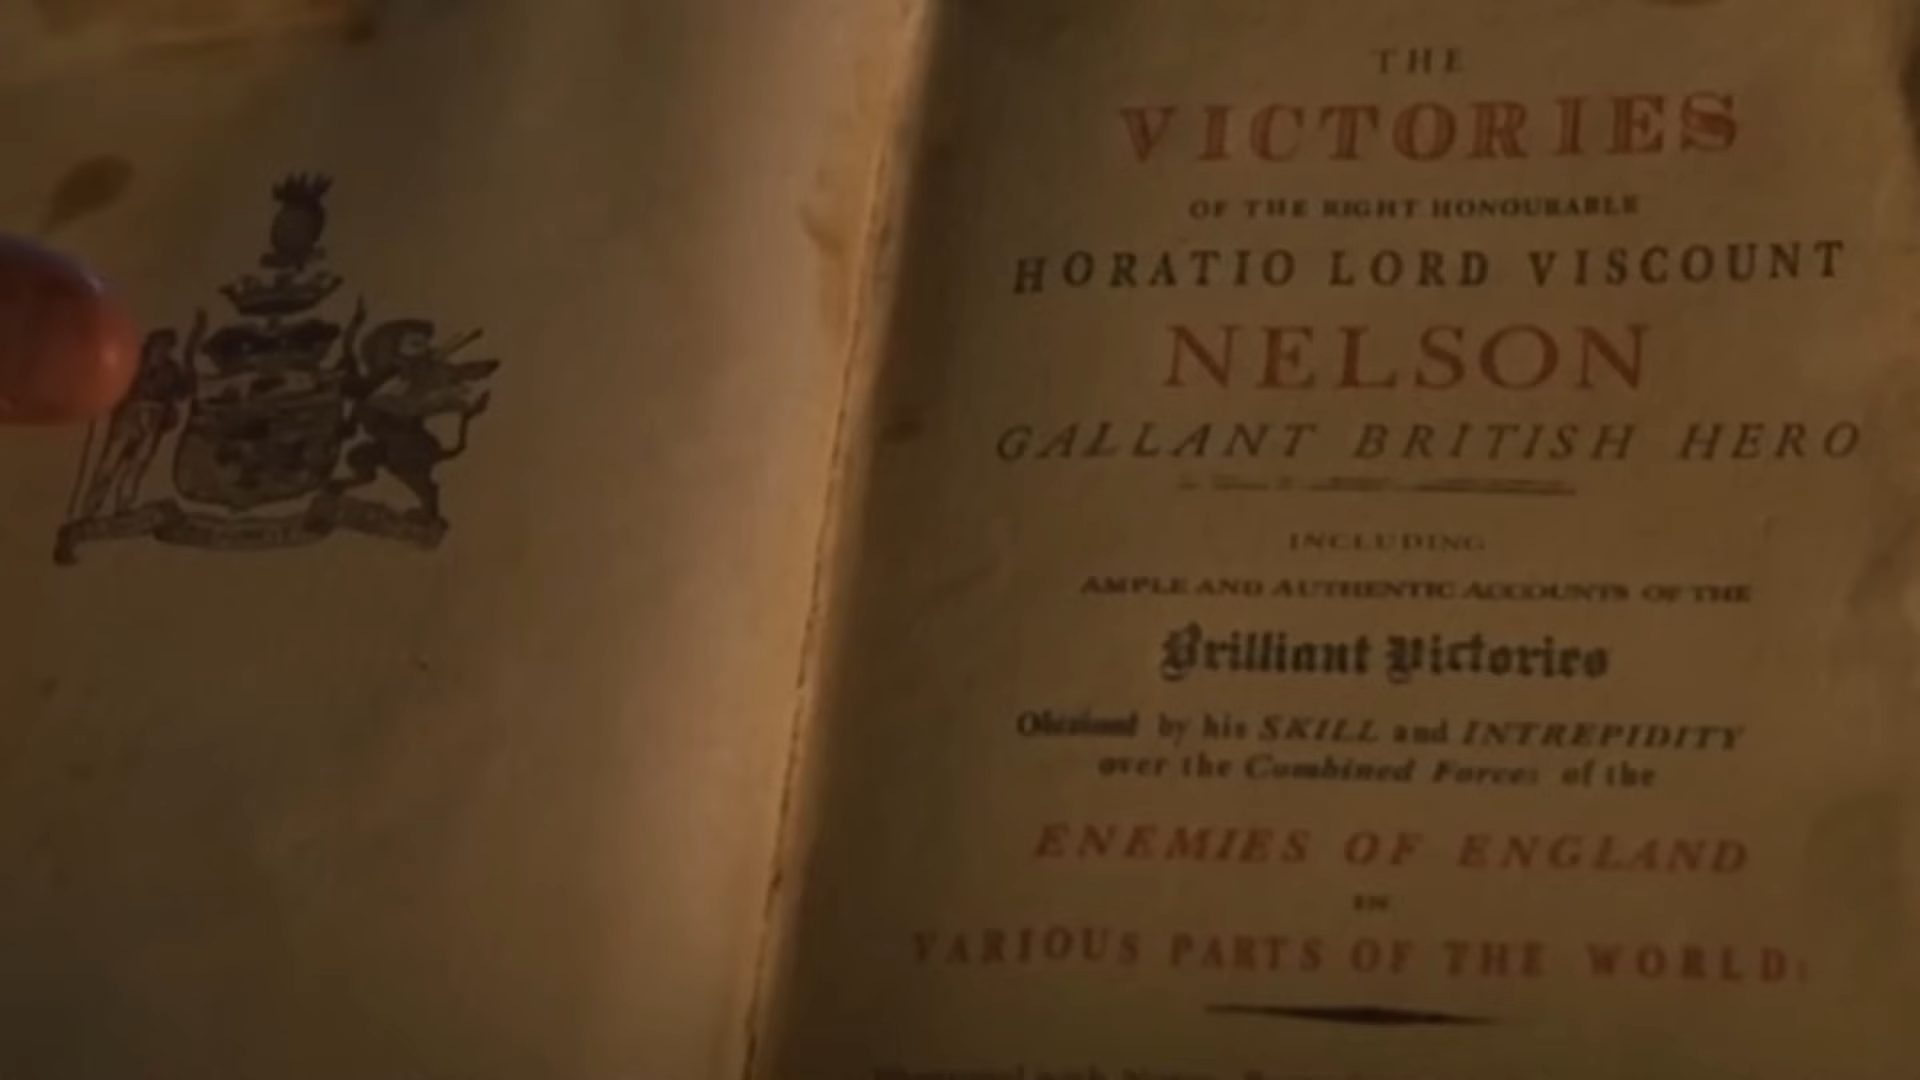 THE
VICTORIES
OF THE RIGHT HONOURABLE
HORATIO LORD VISCOUNT
NELSON
GALLANT BRITISH HERO
INCLUDING
AMPLE AND AUTHENTIC ACCOUNTS OF THE
Brilliant Victories
Obtained by his SKILL and INTREPIDITY
over the Combined Forces of the
ENEMIES OF ENGLAND
IN
VARIOUS PARTS OF THE WORLD:
with